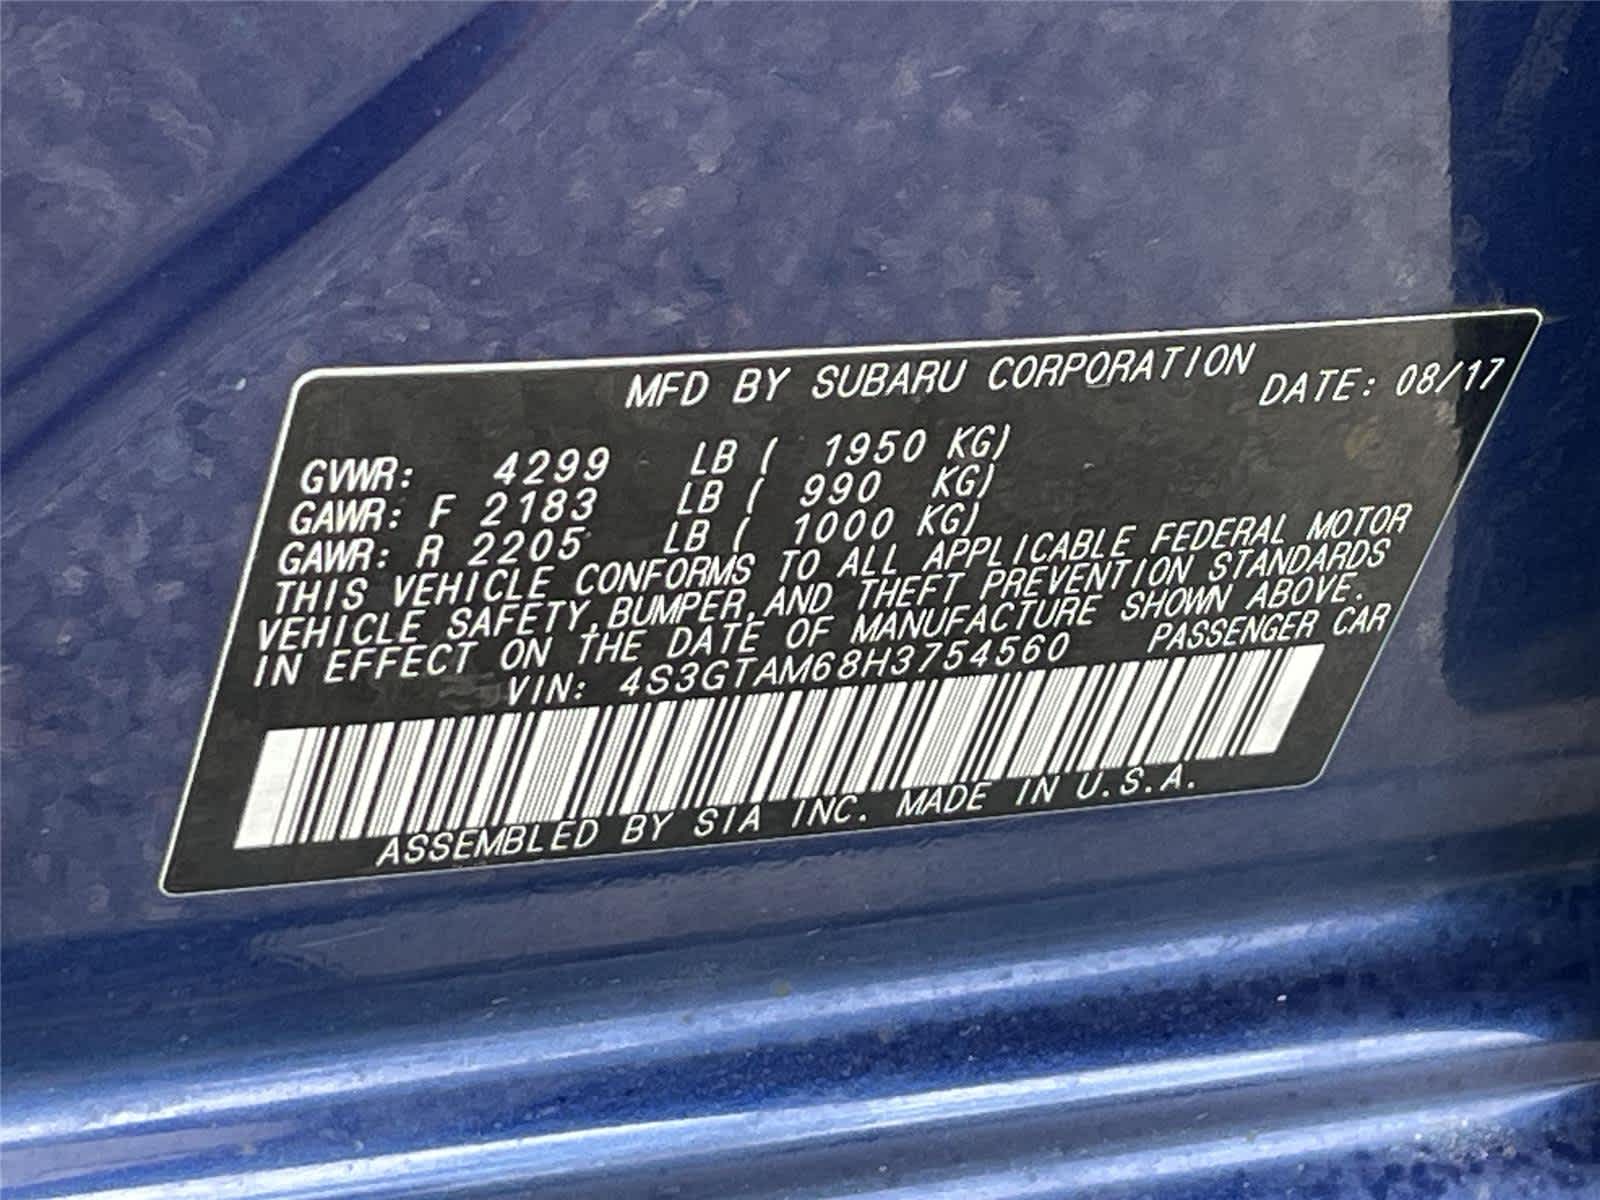 MFD BY SUBARU CORPORATION DATE: 08/17
GVWR: 4299 LB ( 1950 KG)
GAWR: F 2183 LB ( 990 KG)
GAWR: R 2205 LB ( 1000 KG)
THIS VEHICLE CONFORMS TO ALL APPLICABLE FEDERAL MOTOR
VEHICLE SAFETY, BUMPER, AND THEFT PREVENTION STANDARDS
IN EFFECT ON THE DATE OF MANUFACTURE SHOWN ABOVE.
VIN: 4S3GTAM68H3754560 PASSENGER CAR
ASSEMBLED BY SIA INC. MADE IN U.S.A.